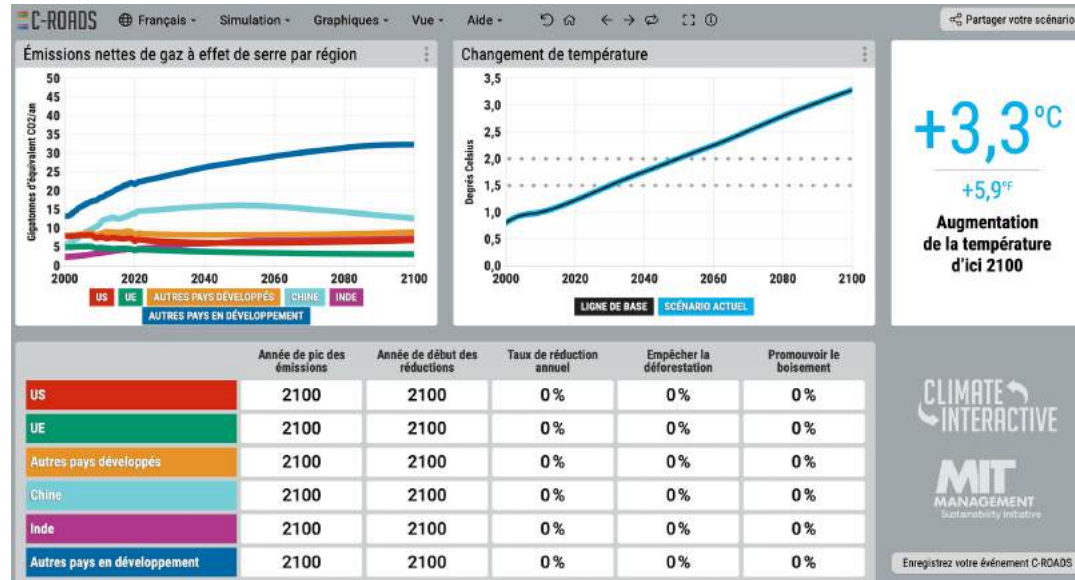 C-ROADS Français Simulation Graphiques Vue Aide Partager votre scénario
Émissions nettes de gaz à effet de serre par région
Gigatonnes d'équivalent CO2/an
50
45
40
35
30
25
20
15
10
5
0
2000 2020 2040 2060 2080 2100
US UE AUTRES PAYS DÉVELOPPÉS CHINE INDE
AUTRES PAYS EN DÉVELOPPEMENT
Changement de température
Degrés Celsius
3,5
3,0
2,5
2,0
1,5
1,0
0,5
0,0
2000 2020 2040 2060 2080 2100
LIGNE DE BASE SCÉNARIO ACTUEL
+3,3°C
+5,9°F
Augmentation
de la température
d'ici 2100
Année de pic des émissions Année de début des réductions Taux de réduction annuel Empêcher la déforestation Promouvoir le boisement
US 2100 2100 0% 0% 0%
UE 2100 2100 0% 0% 0%
Autres pays développés 2100 2100 0% 0% 0%
Chine 2100 2100 0% 0% 0%
Inde 2100 2100 0% 0% 0%
Autres pays en développement 2100 2100 0% 0% 0%
CLIMATE
INTERACTIVE
MIT
MANAGEMENT
Sustainability Initiative
Enregistrez votre événement C-ROADS